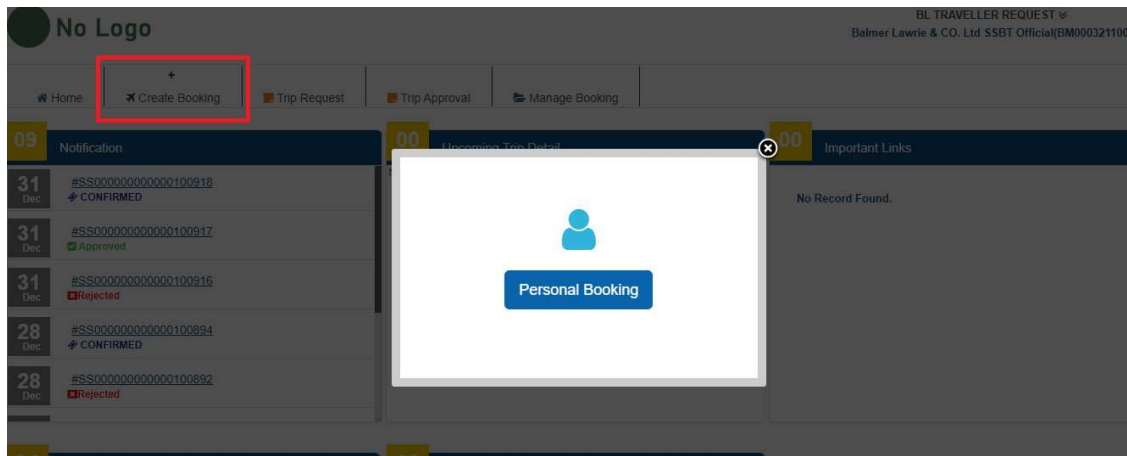 No Logo
BL TRAVELLER REQUEST
Balmer Lawrie & CO. Ltd SSBT Official(BM000321100
+
Home
Create Booking
Trip Request
Trip Approval
Manage Booking
09
Notification
00
Upcoming Trip Detail
00
Important Links
31
Dec
#SS000000000000100918
CONFIRMED
31
Dec
#SS000000000000100917
Approved
31
Dec
#SS000000000000100916
Rejected
28
Dec
#SS000000000000100894
CONFIRMED
28
Dec
#SS000000000000100892
Rejected
Personal Booking
No Record Found.